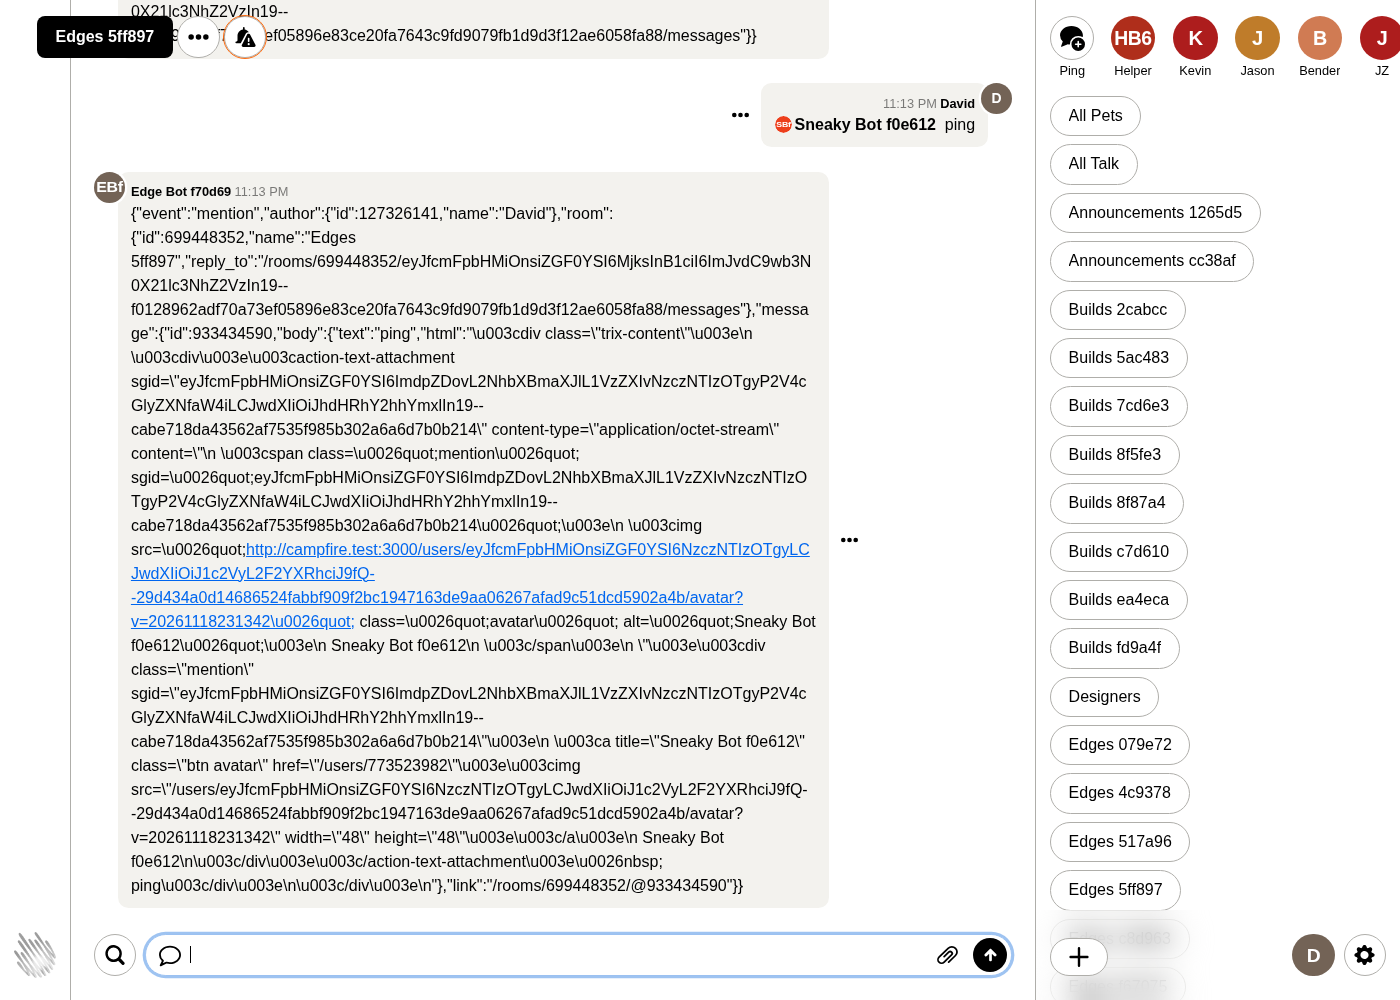 0X21lc3NhZ2VzIn19--
ef05896e83ce20fa7643c9fd9079fb1d9d3f12ae6058fa88/messages"}}
Edges 5ff897
11:13 PM David
SBf Sneaky Bot f0e612 ping
D
EBf
Edge Bot f70d69 11:13 PM
{"event":"mention","author":{"id":127326141,"name":"David"},"room":
{"id":699448352,"name":"Edges
5ff897","reply_to":"/rooms/699448352/eyJfcmFpbHMiOnsiZGF0YSI6MjksInB1ciI6ImJvdC9wb3N
0X21lc3NhZ2VzIn19--
f0128962adf70a73ef05896e83ce20fa7643c9fd9079fb1d9d3f12ae6058fa88/messages"},"messa
ge":{"id":933434590,"body":{"text":"ping","html":"\u003cdiv class=\"trix-content\"\u003e\n
\u003cdiv\u003e\u003caction-text-attachment
sgid=\"eyJfcmFpbHMiOnsiZGF0YSI6ImdpZDovL2NhbXBmaXJlL1VzZXIvNzczNTIzOTgyP2V4c
GlyZXNfaW4iLCJwdXIiOiJhdHRhY2hhYmxlIn19--
cabe718da43562af7535f985b302a6a6d7b0b214\" content-type=\"application/octet-stream\"
content=\"\n \u003cspan class=\u0026quot;mention\u0026quot;
sgid=\u0026quot;eyJfcmFpbHMiOnsiZGF0YSI6ImdpZDovL2NhbXBmaXJlL1VzZXIvNzczNTIzO
TgyP2V4cGlyZXNfaW4iLCJwdXIiOiJhdHRhY2hhYmxlIn19--
cabe718da43562af7535f985b302a6a6d7b0b214\u0026quot;\u003e\n \u003cimg
src=\u0026quot;http://campfire.test:3000/users/eyJfcmFpbHMiOnsiZGF0YSI6NzczNTIzOTgyLC
JwdXIiOiJ1c2VyL2F2YXRhciJ9fQ-
-29d434a0d14686524fabbf909f2bc1947163de9aa06267afad9c51dcd5902a4b/avatar?
v=20261118231342\u0026quot; class=\u0026quot;avatar\u0026quot; alt=\u0026quot;Sneaky Bot
f0e612\u0026quot;\u003e\n Sneaky Bot f0e612\n \u003c/span\u003e\n \"\u003e\u003cdiv
class=\"mention\"
sgid=\"eyJfcmFpbHMiOnsiZGF0YSI6ImdpZDovL2NhbXBmaXJlL1VzZXIvNzczNTIzOTgyP2V4c
GlyZXNfaW4iLCJwdXIiOiJhdHRhY2hhYmxlIn19--
cabe718da43562af7535f985b302a6a6d7b0b214\"\u003e\n \u003ca title=\"Sneaky Bot f0e612\"
class=\"btn avatar\" href=\"/users/773523982\"\u003e\u003cimg
src=\"/users/eyJfcmFpbHMiOnsiZGF0YSI6NzczNTIzOTgyLCJwdXIiOiJ1c2VyL2F2YXRhciJ9fQ-
-29d434a0d14686524fabbf909f2bc1947163de9aa06267afad9c51dcd5902a4b/avatar?
v=20261118231342\" width=\"48\" height=\"48\"\u003e\u003c/a\u003e\n Sneaky Bot
f0e612\n\u003c/div\u003e\u003c/action-text-attachment\u003e\u0026nbsp;
ping\u003c/div\u003e\n\u003c/div\u003e\n"},"link":"/rooms/699448352/@933434590"}}
HB6 K J B J
Ping Helper Kevin Jason Bender JZ
All Pets
All Talk
Announcements 1265d5
Announcements cc38af
Builds 2cabcc
Builds 5ac483
Builds 7cd6e3
Builds 8f5fe3
Builds 8f87a4
Builds c7d610
Builds ea4eca
Builds fd9a4f
Designers
Edges 079e72
Edges 4c9378
Edges 517a96
Edges 5ff897
Edges c8d963
D